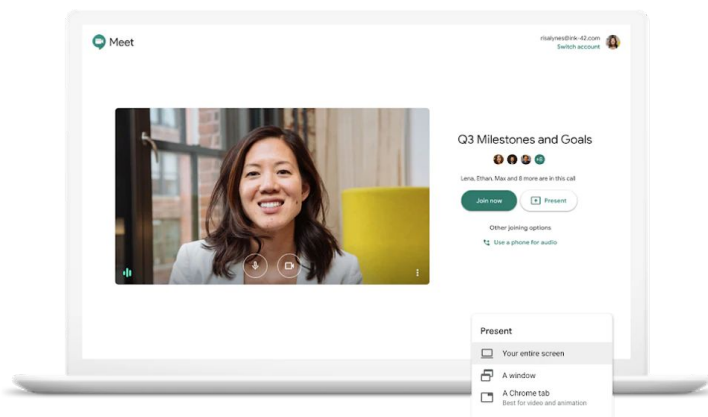 Meet
risalynes@ink-42.com
Switch account
Q3 Milestones and Goals
+8
Lena, Ethan, Max and 8 more are in this call
Join now
Present
Other joining options
Use a phone for audio
Present
Your entire screen
A window
A Chrome tab
Best for video and animation